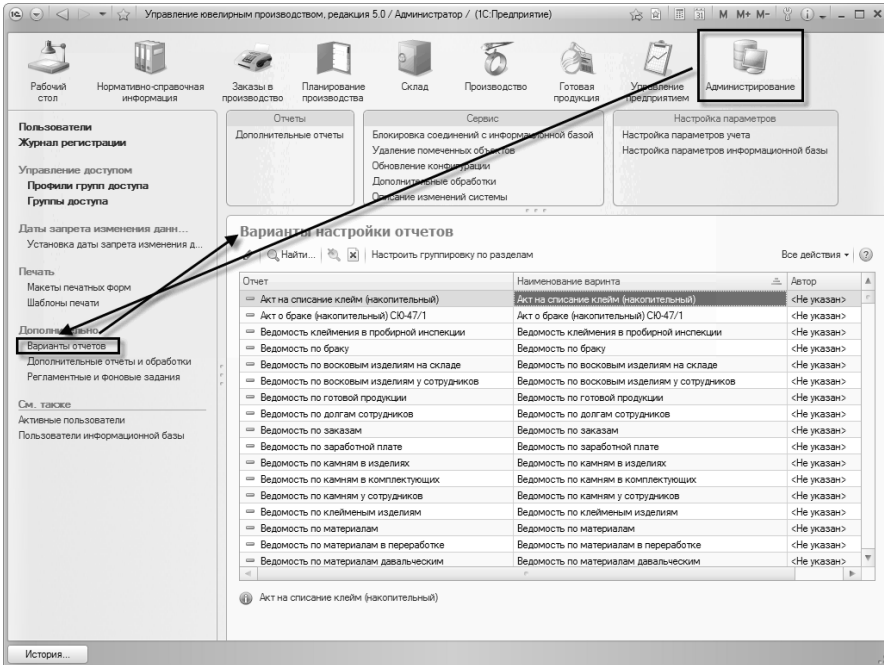 Управление ювелирным производством, редакция 5.0 / Администратор / (1С:Предприятие)
M M+ M-
Рабочий стол
Нормативно-справочная информация
Заказы в производство
Планирование производства
Склад
Производство
Готовая продукция
Управление предприятием
Администрирование
Пользователи
Журнал регистрации
Управление доступом
Профили групп доступа
Группы доступа
Даты запрета изменения данн...
Установка даты запрета изменения д...
Печать
Макеты печатных форм
Шаблоны печати
Дополнительно
Варианты отчетов
Дополнительные отчеты и обработки
Регламентные и фоновые задания
См. также
Активные пользователи
Пользователи информационной базы
Отчеты
Дополнительные отчеты
Сервис
Блокировка соединений с информационной базой
Удаление помеченных объектов
Обновление конфигурации
Дополнительные обработки
Описание изменений системы
Настройка параметров
Настройка параметров учета
Настройка параметров информационной базы
Варианты настройки отчетов
Найти... Настроить группировку по разделам Все действия
Отчет Наименование варинта Автор
Акт на списание клейм (накопительный) Акт на списание клейм (накопительный) <Не указан>
Акт о браке (накопительный) СЮ-47/1 Акт о браке (накопительный) СЮ-47/1 <Не указан>
Ведомость клеймения в пробирной инспекции Ведомость клеймения в пробирной инспекции <Не указан>
Ведомость по браку Ведомость по браку <Не указан>
Ведомость по восковым изделиям на складе Ведомость по восковым изделиям на складе <Не указан>
Ведомость по восковым изделиям у сотрудников Ведомость по восковым изделиям у сотрудников <Не указан>
Ведомость по готовой продукции Ведомость по готовой продукции <Не указан>
Ведомость по долгам сотрудников Ведомость по долгам сотрудников <Не указан>
Ведомость по заказам Ведомость по заказам <Не указан>
Ведомость по заработной плате Ведомость по заработной плате <Не указан>
Ведомость по камням в изделиях Ведомость по камням в изделиях <Не указан>
Ведомость по камням в комплектующих Ведомость по камням в комплектующих <Не указан>
Ведомость по камням у сотрудников Ведомость по камням у сотрудников <Не указан>
Ведомость по клейменым изделиям Ведомость по клейменым изделиям <Не указан>
Ведомость по материалам Ведомость по материалам <Не указан>
Ведомость по материалам в переработке Ведомость по материалам в переработке <Не указан>
Ведомость по материалам давальческим Ведомость по материалам давальческим <Не указан>
Акт на списание клейм (накопительный)
История...